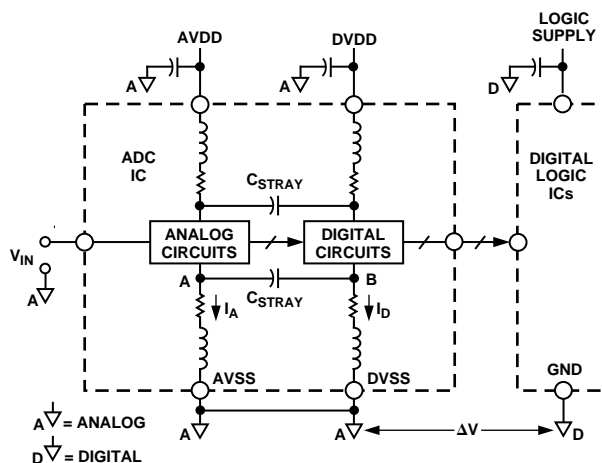 AVDD
DVDD
LOGIC
SUPPLY
A
A
D
ADC
IC
CSTRAY
DIGITAL
LOGIC
ICs
VIN
ANALOG
CIRCUITS
DIGITAL
CIRCUITS
A
A
CSTRAY
B
IA
ID
AVSS
DVSS
GND
A
A
ΔV
D
A = ANALOG
D = DIGITAL